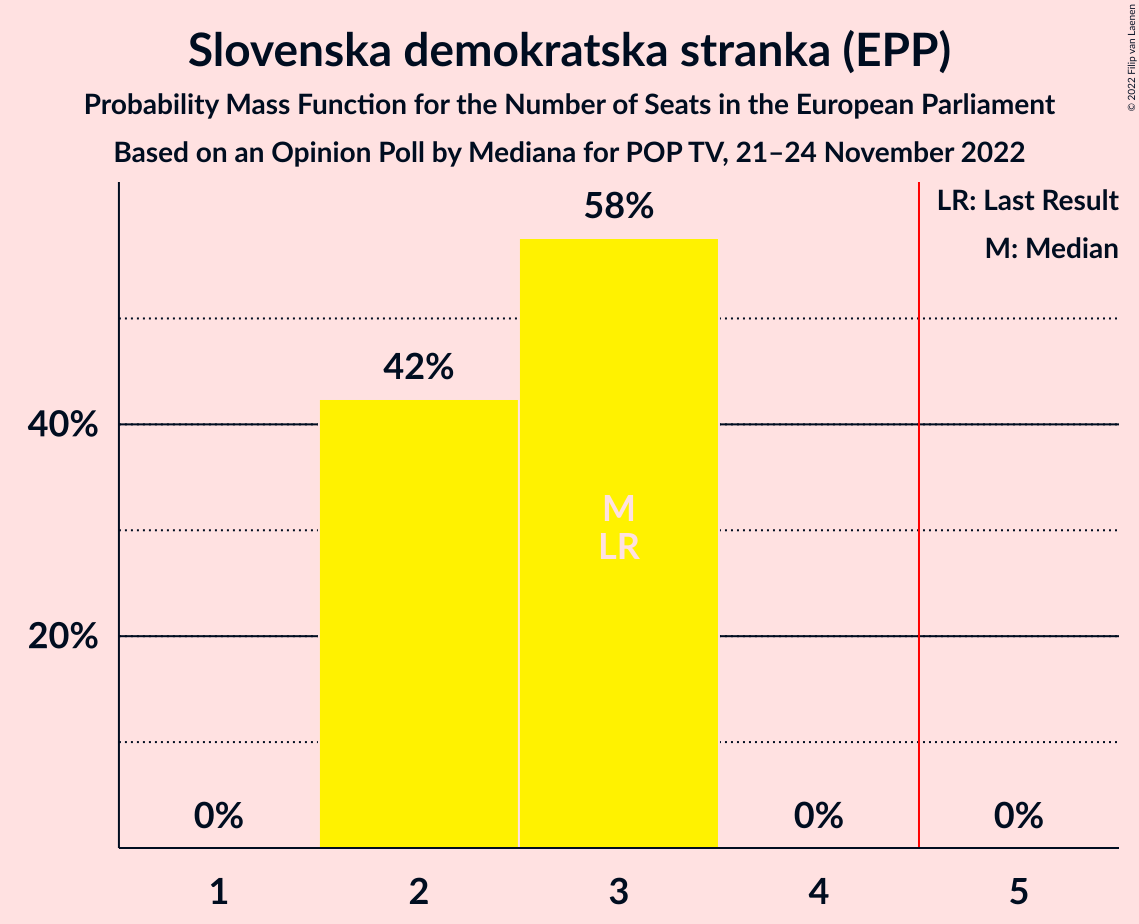 Slovenska demokratska stranka (EPP)
Probability Mass Function for the Number of Seats in the European Parliament
Based on an Opinion Poll by Mediana for POP TV, 21–24 November 2022
© 2022 Filip van Laenen
LR: Last Result
M: Median
58%
42%
40%
M
LR
20%
0%
0%
0%
1
2
3
4
5